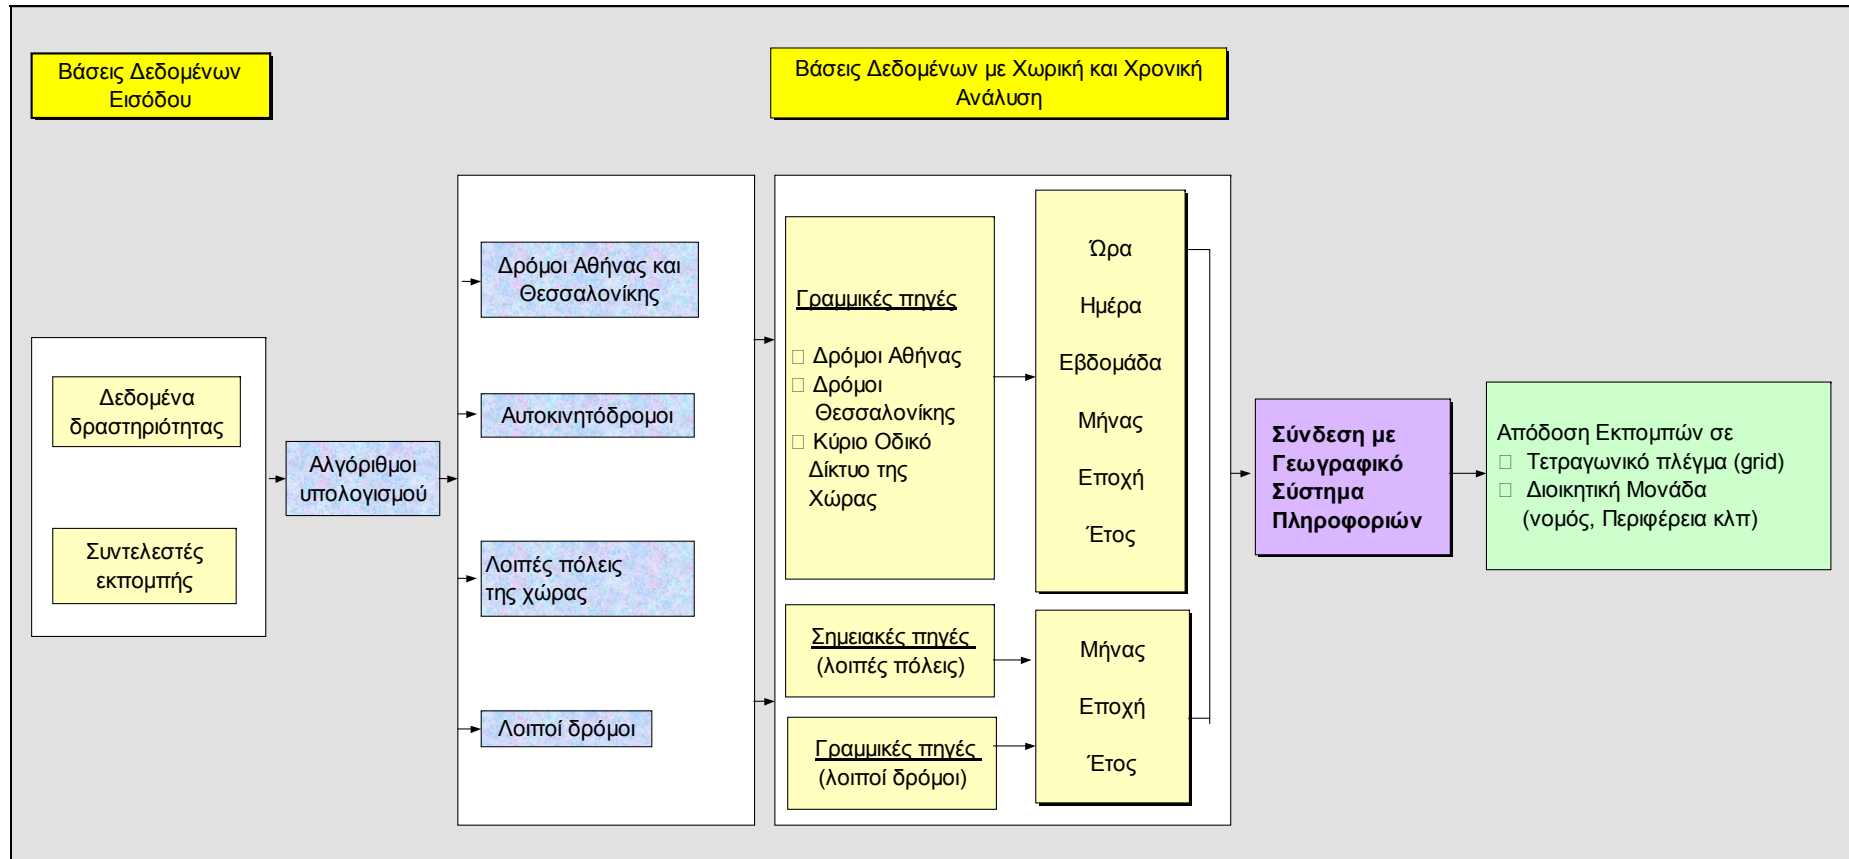 Βάσεις Δεδομένων
Εισόδου
Βάσεις Δεδομένων με Χωρική και Χρονική
Ανάλυση
Δεδομένα
δραστηριότητας
Συντελεστές
εκπομπής
Αλγόριθμοι
υπολογισμού
Δρόμοι Αθήνας και
Θεσσαλονίκης
Αυτοκινητόδρομοι
Λοιπές πόλεις
της χώρας
Λοιποί δρόμοι
Γραμμικές πηγές
Δρόμοι Αθήνας
Δρόμοι
Θεσσαλονίκης
Κύριο Οδικό
Δίκτυο της
Χώρας
Σημειακές πηγές
(λοιπές πόλεις)
Γραμμικές πηγές
(λοιποί δρόμοι)
Ώρα
Ημέρα
Εβδομάδα
Μήνας
Εποχή
Έτος
Μήνας
Εποχή
Έτος
Σύνδεση με
Γεωγραφικό
Σύστημα
Πληροφοριών
Απόδοση Εκπομπών σε
Τετραγωνικό πλέγμα (grid)
Διοικητική Μονάδα
(νομός, Περιφέρεια κλπ)